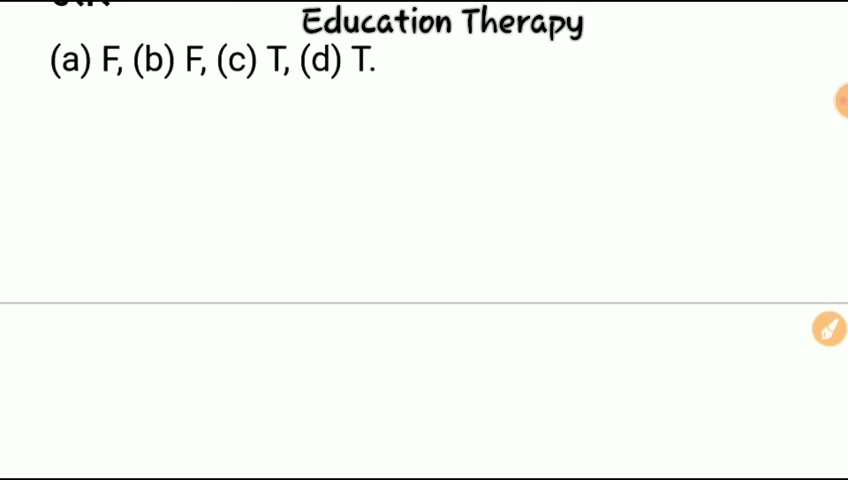 Education Therapy
(a) F, (b) F, (c) T, (d) T.